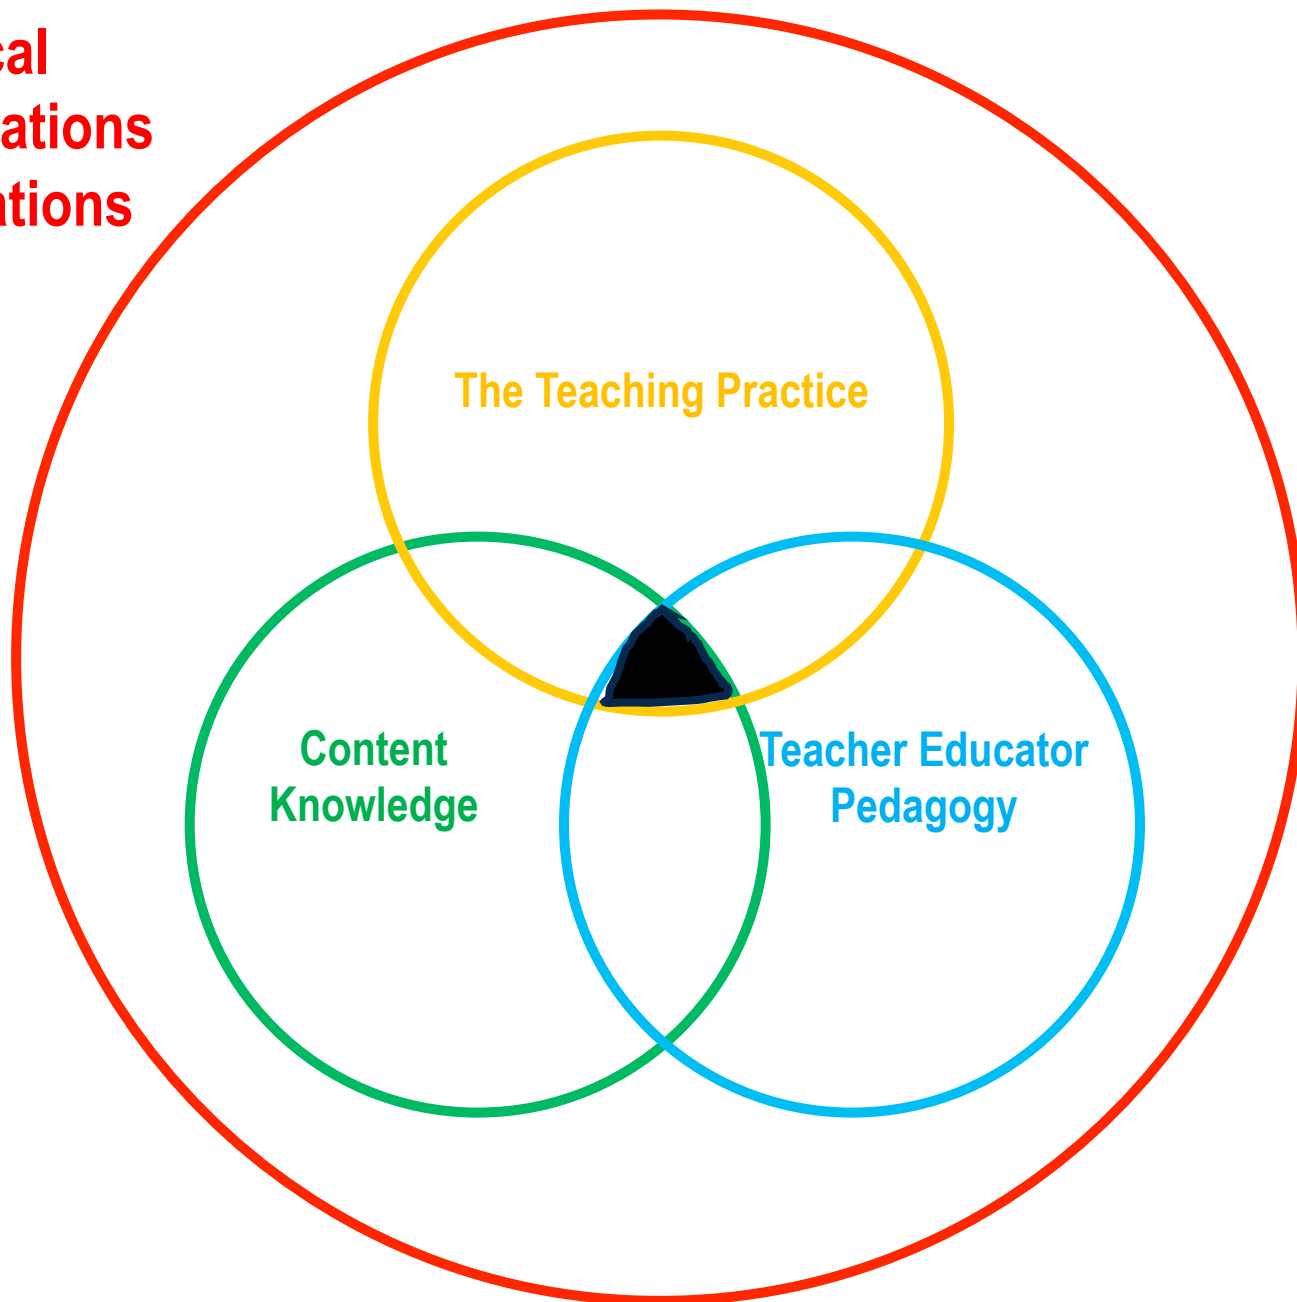 cal
ations
ations
The Teaching Practice
Content
Knowledge
Teacher Educator
Pedagogy